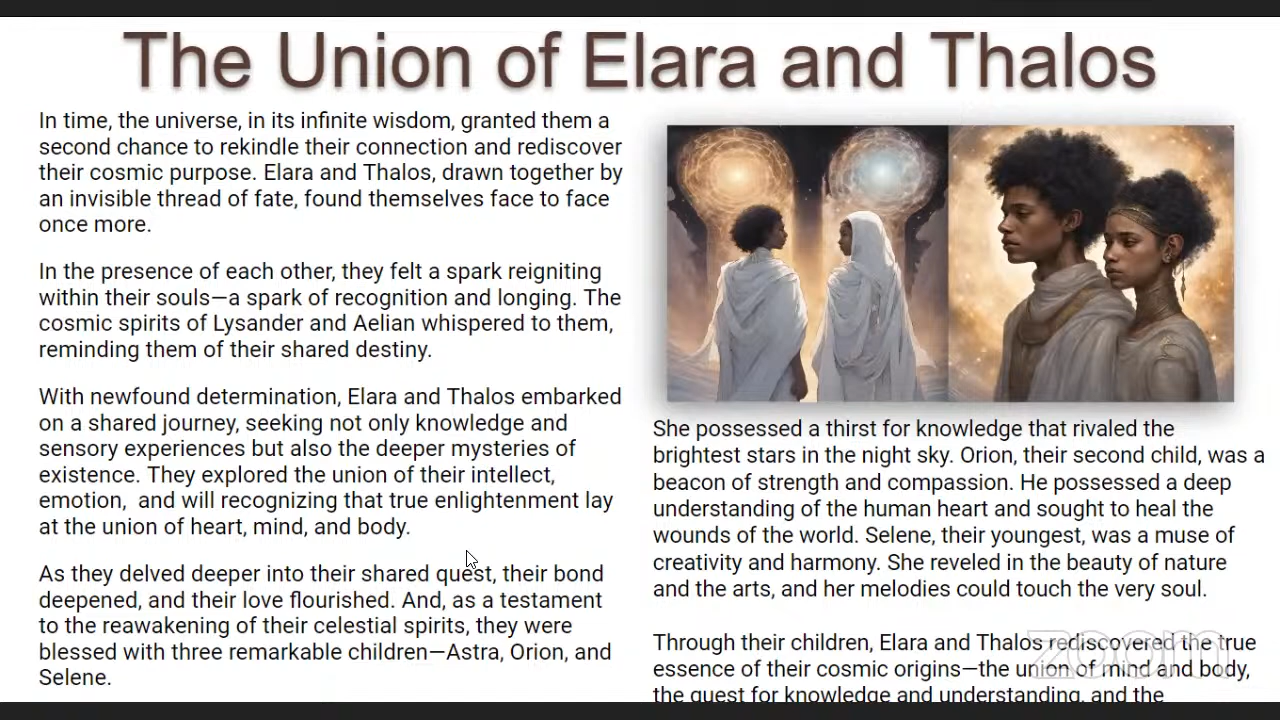 The Union of Elara and Thalos
In time, the universe, in its infinite wisdom, granted them a
second chance to rekindle their connection and rediscover
their cosmic purpose. Elara and Thalos, drawn together by
an invisible thread of fate, found themselves face to face
once more.
In the presence of each other, they felt a spark reigniting
within their souls—a spark of recognition and longing. The
cosmic spirits of Lysander and Aelian whispered to them,
reminding them of their shared destiny.
With newfound determination, Elara and Thalos embarked
on a shared journey, seeking not only knowledge and
sensory experiences but also the deeper mysteries of
existence. They explored the union of their intellect,
emotion,  and will recognizing that true enlightenment lay
at the union of heart, mind, and body.
As they delved deeper into their shared quest, their bond
deepened, and their love flourished. And, as a testament
to the reawakening of their celestial spirits, they were
blessed with three remarkable children—Astra, Orion, and
Selene.
She possessed a thirst for knowledge that rivaled the
brightest stars in the night sky. Orion, their second child, was a
beacon of strength and compassion. He possessed a deep
understanding of the human heart and sought to heal the
wounds of the world. Selene, their youngest, was a muse of
creativity and harmony. She reveled in the beauty of nature
and the arts, and her melodies could touch the very soul.
Through their children, Elara and Thalos rediscovered the true
essence of their cosmic origins—the union of mind and body,
the quest for knowledge and understanding, and the
zoom